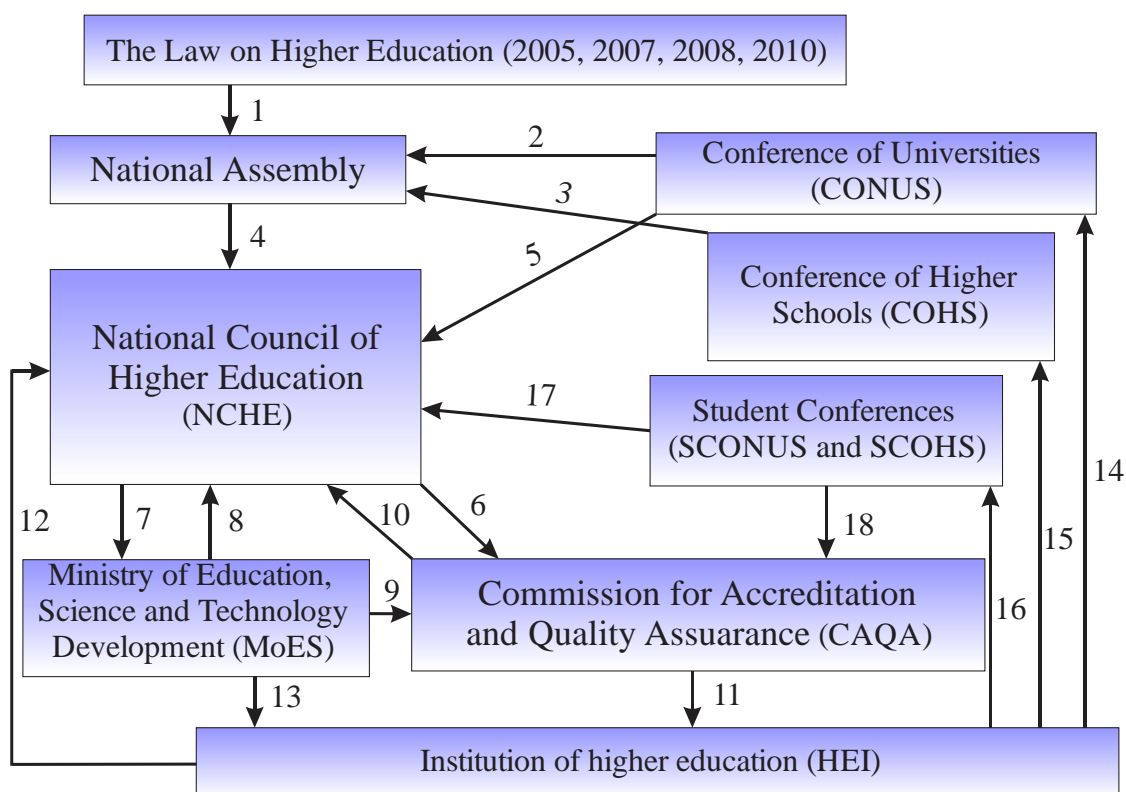 The Law on Higher Education (2005, 2007, 2008, 2010)
1
National Assembly
2
Conference of Universities
(CONUS)
3
4
5
Conference of Higher
Schools (COHS)
National Council of
Higher Education
(NCHE)
17
Student Conferences
(SCONUS and SCOHS)
14
12
7
8
10
6
18
15
16
Ministry of Education,
Science and Technology
Development (MoES)
9
Commission for Accreditation
and Quality Assuarance (CAQA)
13
11
Institution of higher education (HEI)